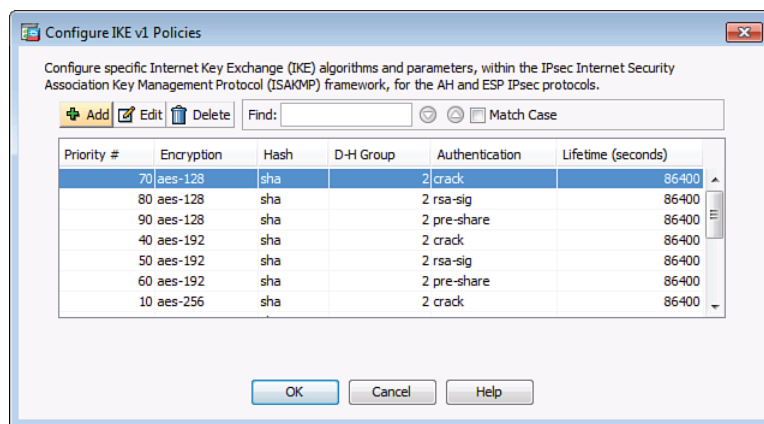 Configure IKE v1 Policies
Configure specific Internet Key Exchange (IKE) algorithms and parameters, within the IPsec Internet Security
Association Key Management Protocol (ISAKMP) framework, for the AH and ESP IPsec protocols.
Add Edit Delete Find: Match Case
Priority # Encryption Hash D-H Group Authentication Lifetime (seconds)
70 aes-128 sha 2 crack 86400
80 aes-128 sha 2 rsa-sig 86400
90 aes-128 sha 2 pre-share 86400
40 aes-192 sha 2 crack 86400
50 aes-192 sha 2 rsa-sig 86400
60 aes-192 sha 2 pre-share 86400
10 aes-256 sha 2 crack 86400
OK Cancel Help